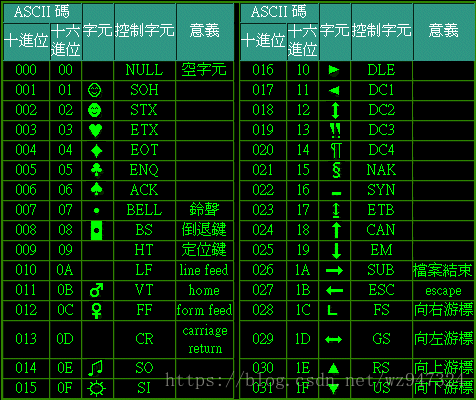 ASCII 碼 字元 控制字元 意義
十進位 十六進位
000 00 NULL 空字元
001 01 ☺ SOH
002 02 ☻ STX
003 03 ♥ ETX
004 04 ♦ EOT
005 05 ♣ ENQ
006 06 ♠ ACK
007 07 • BELL 鈴聲
008 08 ◘ BS 倒退鍵
009 09 HT 定位鍵
010 0A LF line feed
011 0B ♂ VT home
012 0C ♀ FF form feed
013 0D CR carriage return
014 0E ♫ SO
015 0F ☼ SI
ASCII 碼 字元 控制字元 意義
十進位 十六進位
016 10 ► DLE
017 11 ◄ DC1
018 12 ↕ DC2
019 13 ‼ DC3
020 14 ¶ DC4
021 15 § NAK
022 16 ▬ SYN
023 17 ↨ ETB
024 18 ↑ CAN
025 19 ↓ EM
026 1A → SUB 檔案結束
027 1B ← ESC escape
028 1C ∟ FS 向右游標
029 1D ↔ GS 向左游標
030 1E ▲ RS 向上游標
031 1F ▼ US 向下游標